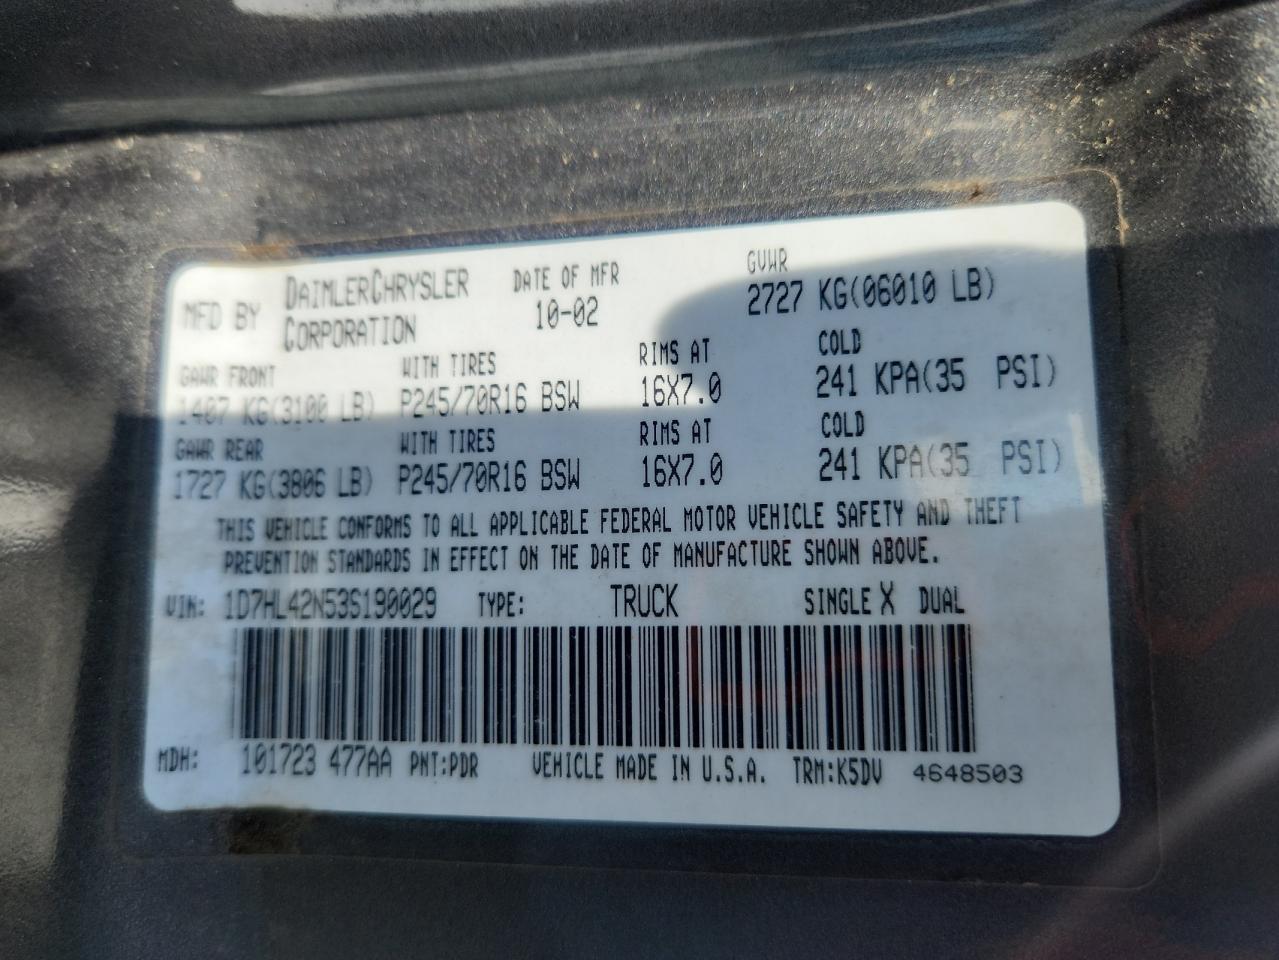 MFD BY DAIMLERCHRYSLER CORPORATION DATE OF MFR 10-02 GVWR 2727 KG(06010 LB)
GAWR FRONT WITH TIRES RIMS AT COLD
1407 KG(3100 LB) P245/70R16 BSW 16X7.0 241 KPA(35 PSI)
GAWR REAR WITH TIRES RIMS AT COLD
1727 KG(3806 LB) P245/70R16 BSW 16X7.0 241 KPA(35 PSI)
THIS VEHICLE CONFORMS TO ALL APPLICABLE FEDERAL MOTOR VEHICLE SAFETY AND THEFT
PREVENTION STANDARDS IN EFFECT ON THE DATE OF MANUFACTURE SHOWN ABOVE.
VIN: 1D7HL42N53S190029 TYPE: TRUCK SINGLE X DUAL
MDH: 101723 477AA PNT:PDR VEHICLE MADE IN U.S.A. TRM:K5DV 4648503